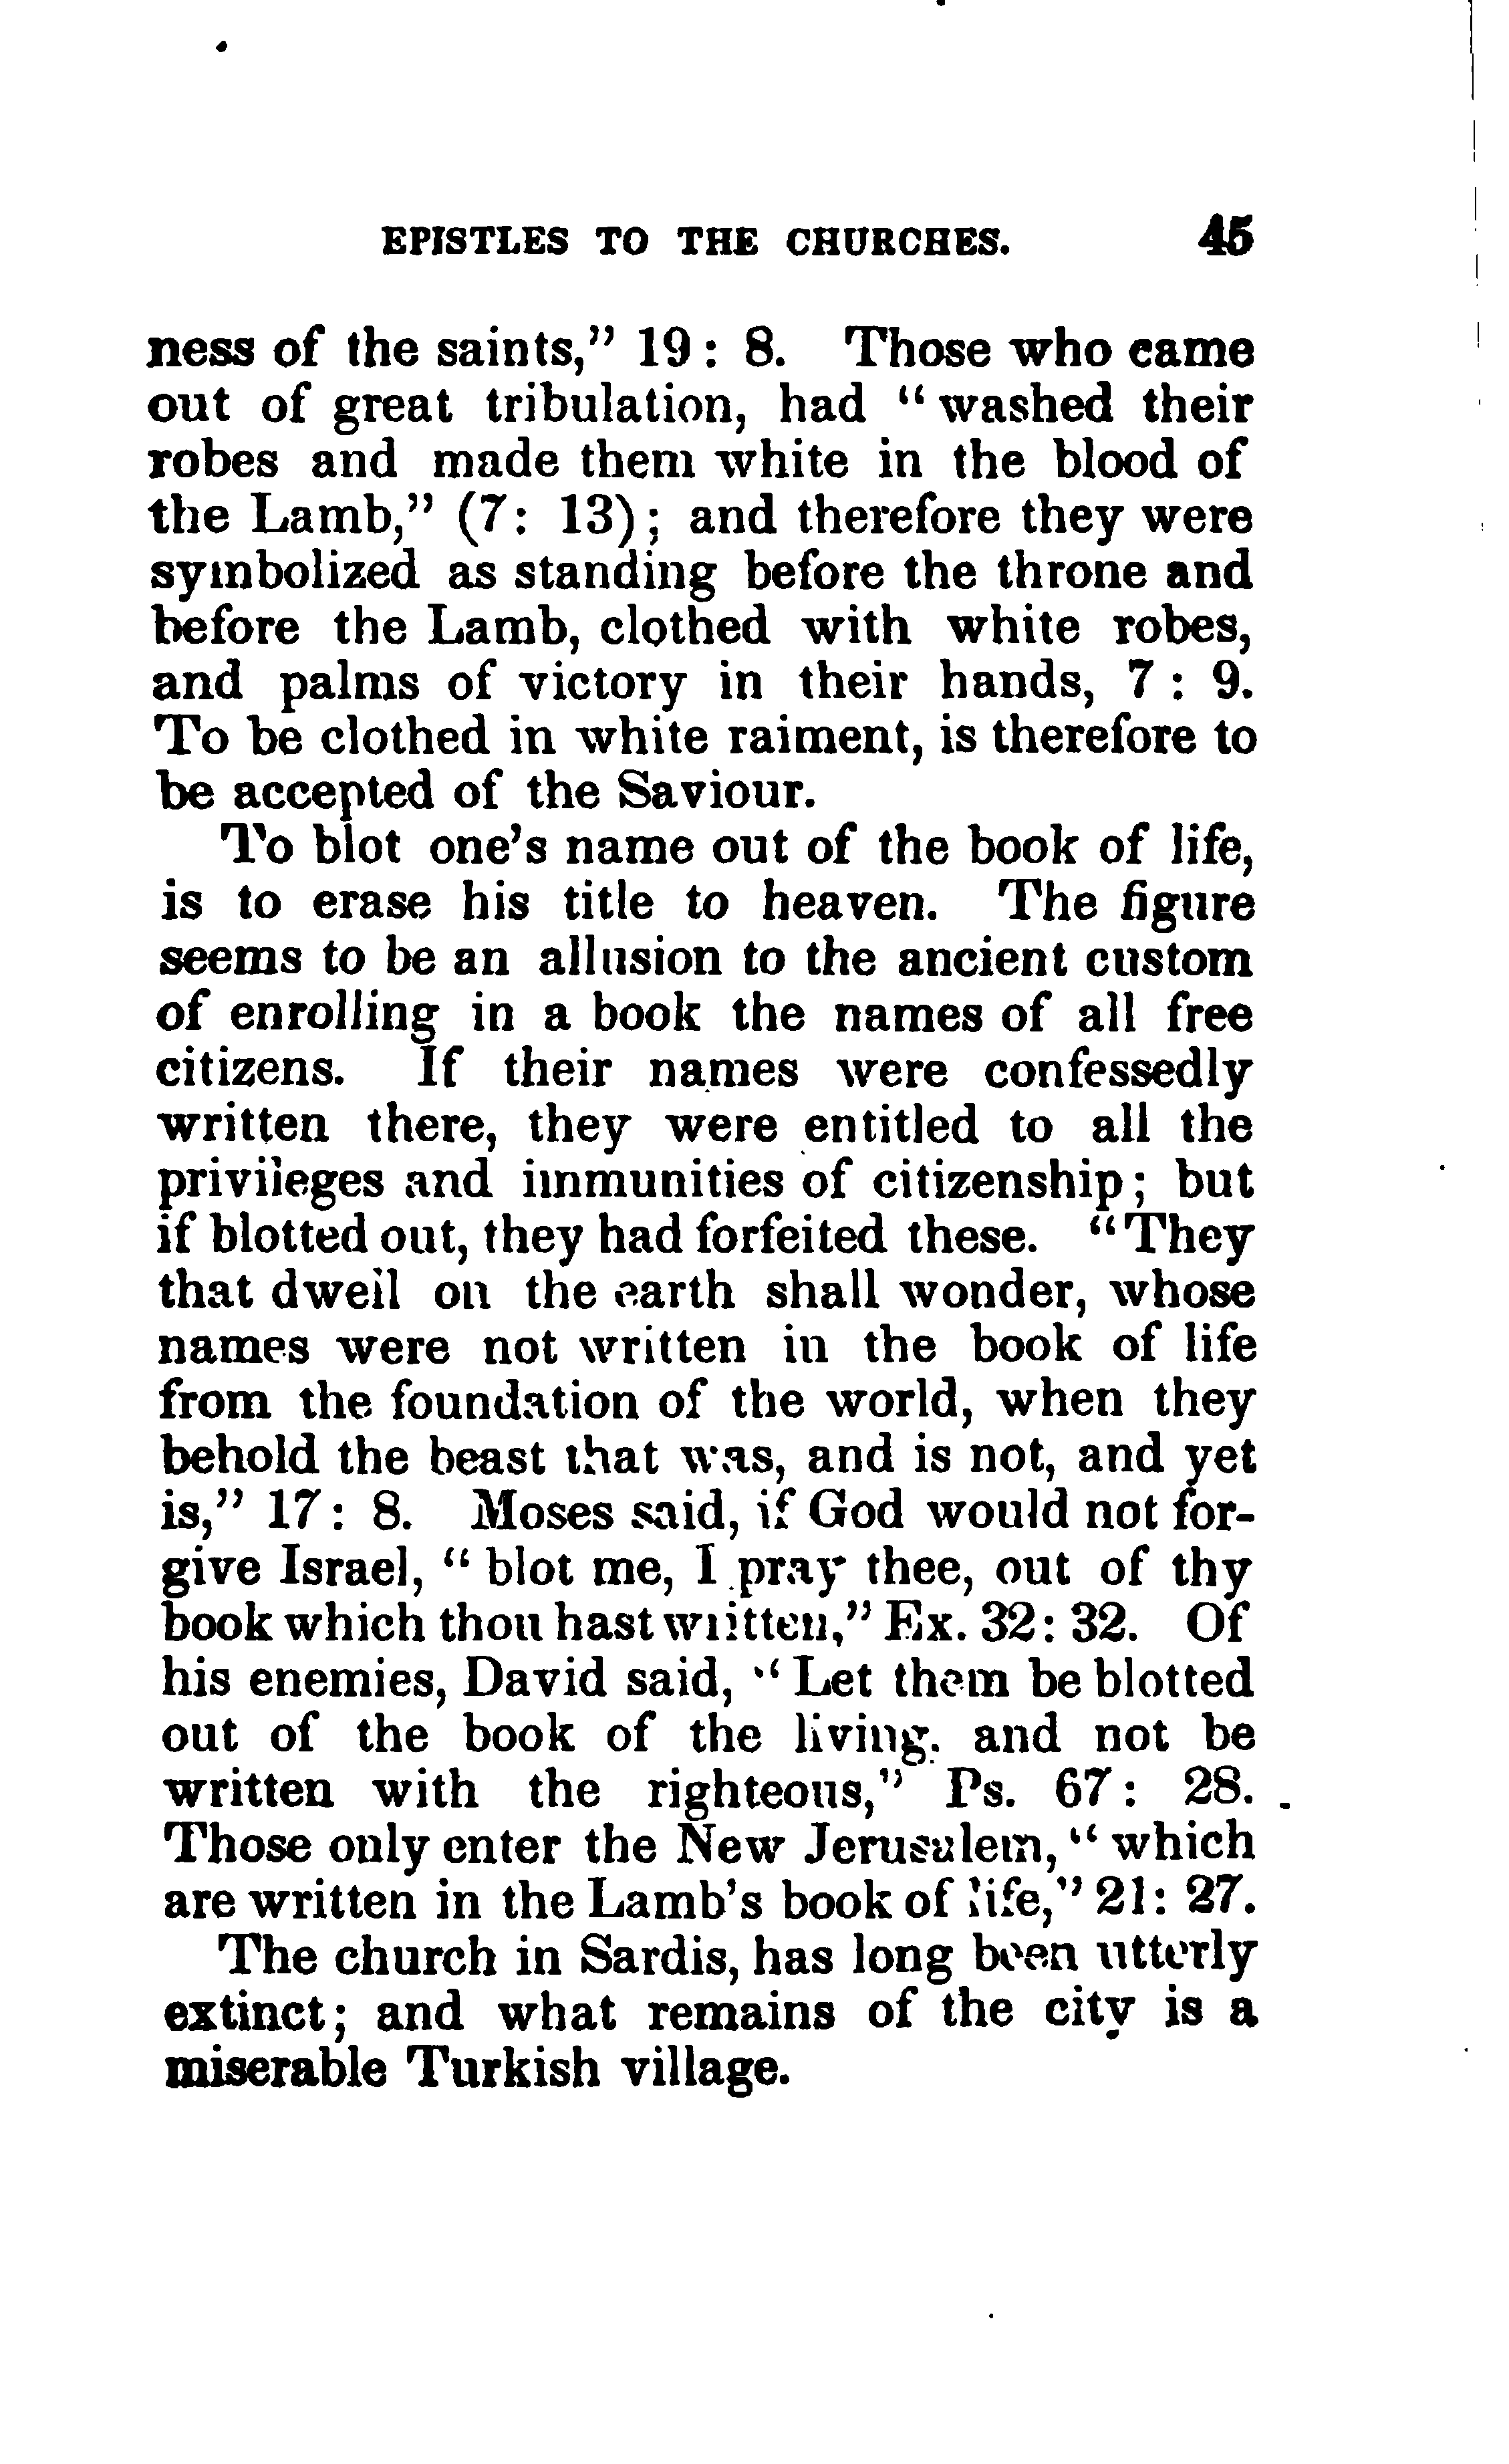 EPISTLES TO THE CHURCHES. 45
ness of the saints,” 19: 8. Those who came
out of great tribulation, had “washed their
robes and made them white in the blood of
the Lamb,” (7: 13); and therefore they were
symbolized as standing before the throne and
before the Lamb, clothed with white robes,
and palms of victory in their hands, 7: 9.
To be clothed in white raiment, is therefore to
be accepted of the Saviour.
To blot one’s name out of the book of life,
is to erase his title to heaven. The figure
seems to be an allusion to the ancient custom
of enrolling in a book the names of all free
citizens. If their names were confessedly
written there, they were entitled to all the
privileges and immunities of citizenship; but
if blotted out, they had forfeited these. “They
that dwell on the earth shall wonder, whose
names were not written in the book of life
from the foundation of the world, when they
behold the beast that was, and is not, and yet
is,” 17: 8. Moses said, if God would not for-
give Israel, “blot me, I pray thee, out of thy
book which thou hast written,” Ex. 32: 32. Of
his enemies, David said, “Let them be blotted
out of the book of the living, and not be
written with the righteous,” Ps. 67: 28.
Those only enter the New Jerusalem, “which
are written in the Lamb’s book of life,” 21: 27.
The church in Sardis, has long been utterly
extinct; and what remains of the city is a
miserable Turkish village.